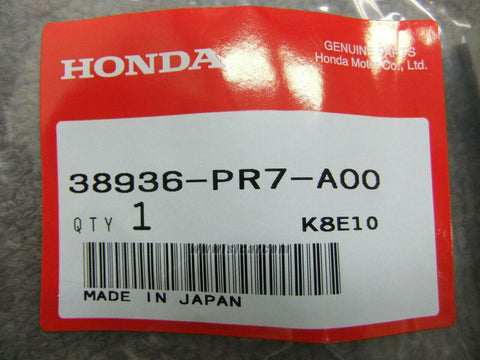 HONDA
GENUINE PARTS
Honda Motor Co., Ltd.
38936-PR7-A00
QTY 1 K8E10
MADE IN JAPAN